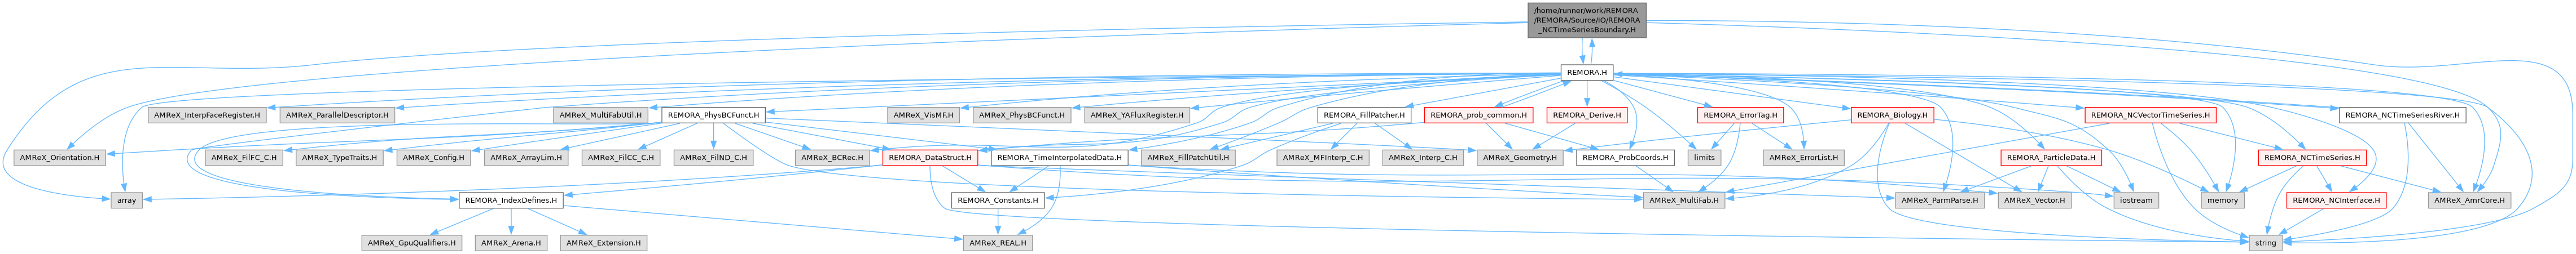 /home/runner/work/REMORA
/REMORA/Source/IO/REMORA
_NCTimeSeriesBoundary.H
REMORA.H
AMReX_InterpFaceRegister.H
AMReX_ParallelDescriptor.H
AMReX_MultiFabUtil.H
REMORA_PhysBCFunct.H
AMReX_VisMF.H
AMReX_PhysBCFunct.H
AMReX_YAFluxRegister.H
REMORA_FillPatcher.H
REMORA_prob_common.H
REMORA_Derive.H
REMORA_ErrorTag.H
REMORA_Biology.H
REMORA_NCVectorTimeSeries.H
REMORA_NCTimeSeriesRiver.H
AMReX_Orientation.H
AMReX_FilFC_C.H
AMReX_TypeTraits.H
AMReX_Config.H
AMReX_ArrayLim.H
AMReX_FilCC_C.H
AMReX_FilND_C.H
AMReX_BCRec.H
REMORA_DataStruct.H
REMORA_TimeInterpolatedData.H
AMReX_FillPatchUtil.H
AMReX_MFInterp_C.H
AMReX_Interp_C.H
AMReX_Geometry.H
REMORA_ProbCoords.H
limits
AMReX_ErrorList.H
REMORA_ParticleData.H
REMORA_NCTimeSeries.H
array
REMORA_IndexDefines.H
REMORA_Constants.H
AMReX_MultiFab.H
AMReX_ParmParse.H
AMReX_Vector.H
iostream
memory
REMORA_NCInterface.H
AMReX_AmrCore.H
AMReX_GpuQualifiers.H
AMReX_Arena.H
AMReX_Extension.H
AMReX_REAL.H
string